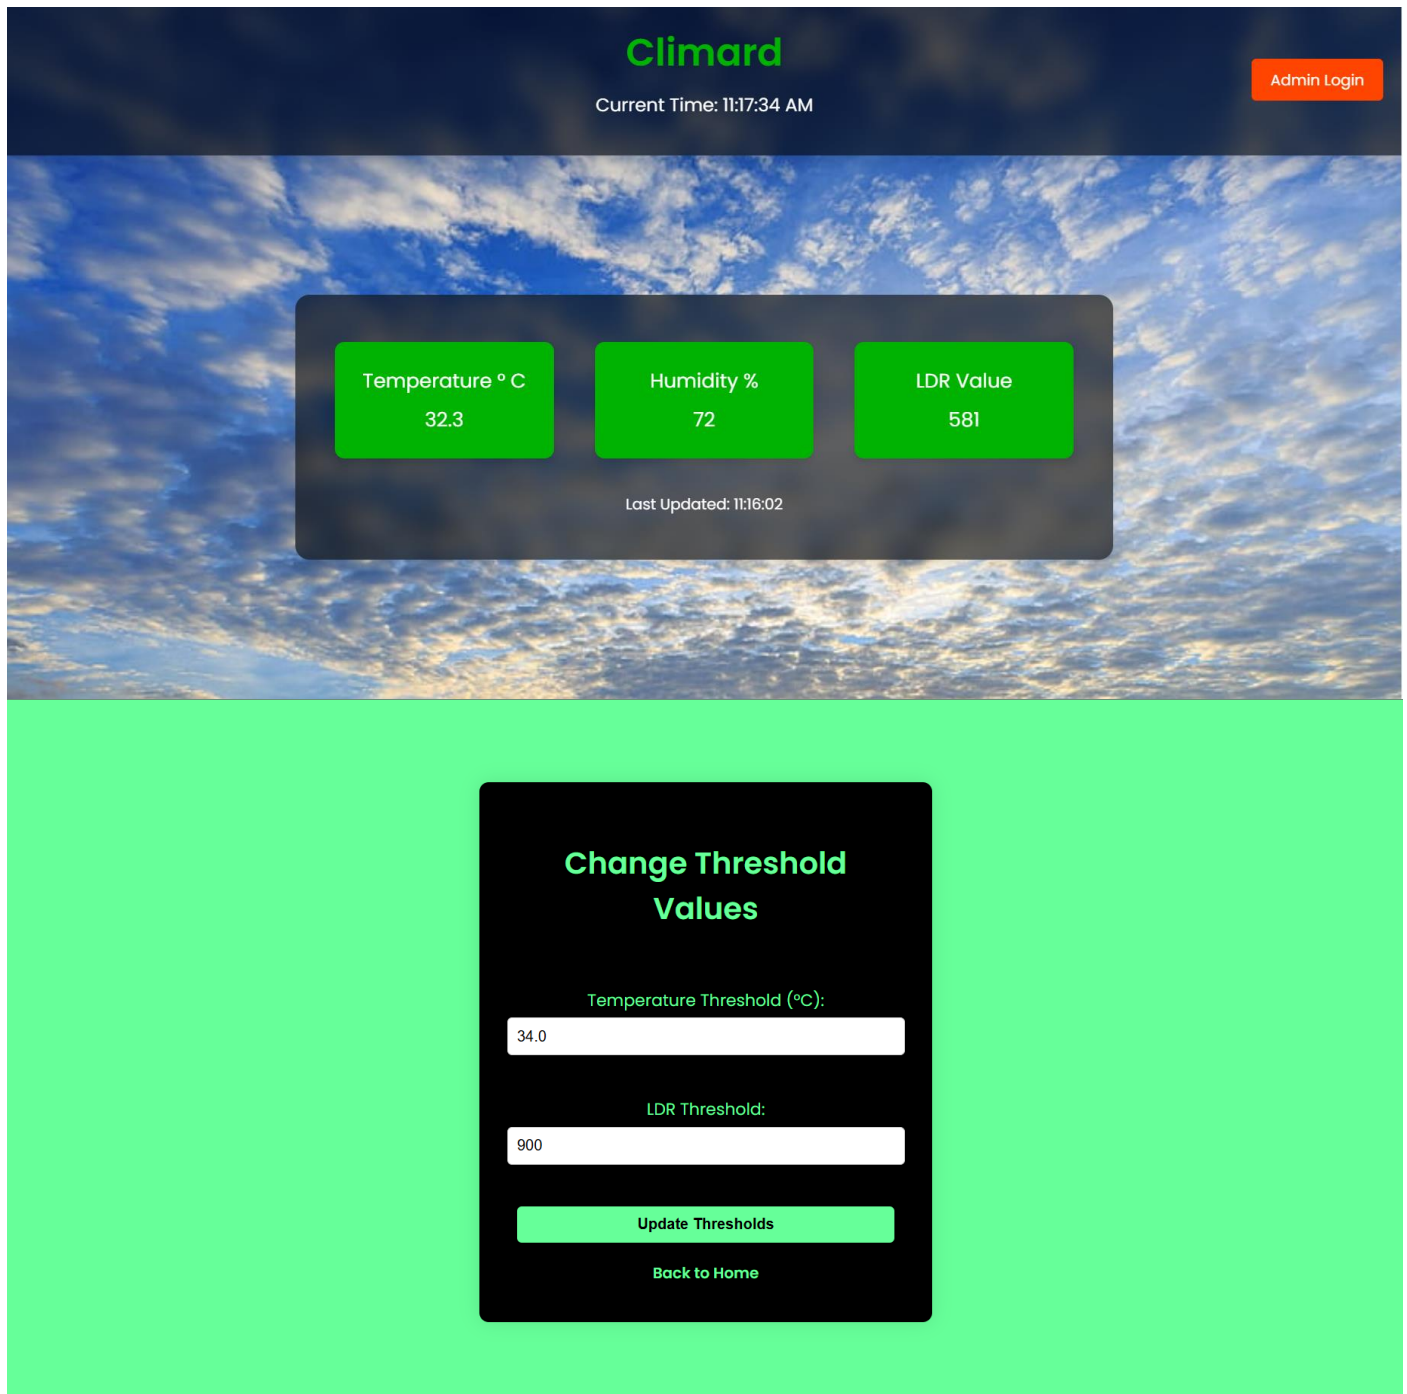 Climard
Current Time: 11:17:34 AM
Admin Login
Temperature ° C
32.3
Humidity %
72
LDR Value
581
Last Updated: 11:16:02
Change Threshold
Values
Temperature Threshold (°C):
34.0
LDR Threshold:
900
Update Thresholds
Back to Home